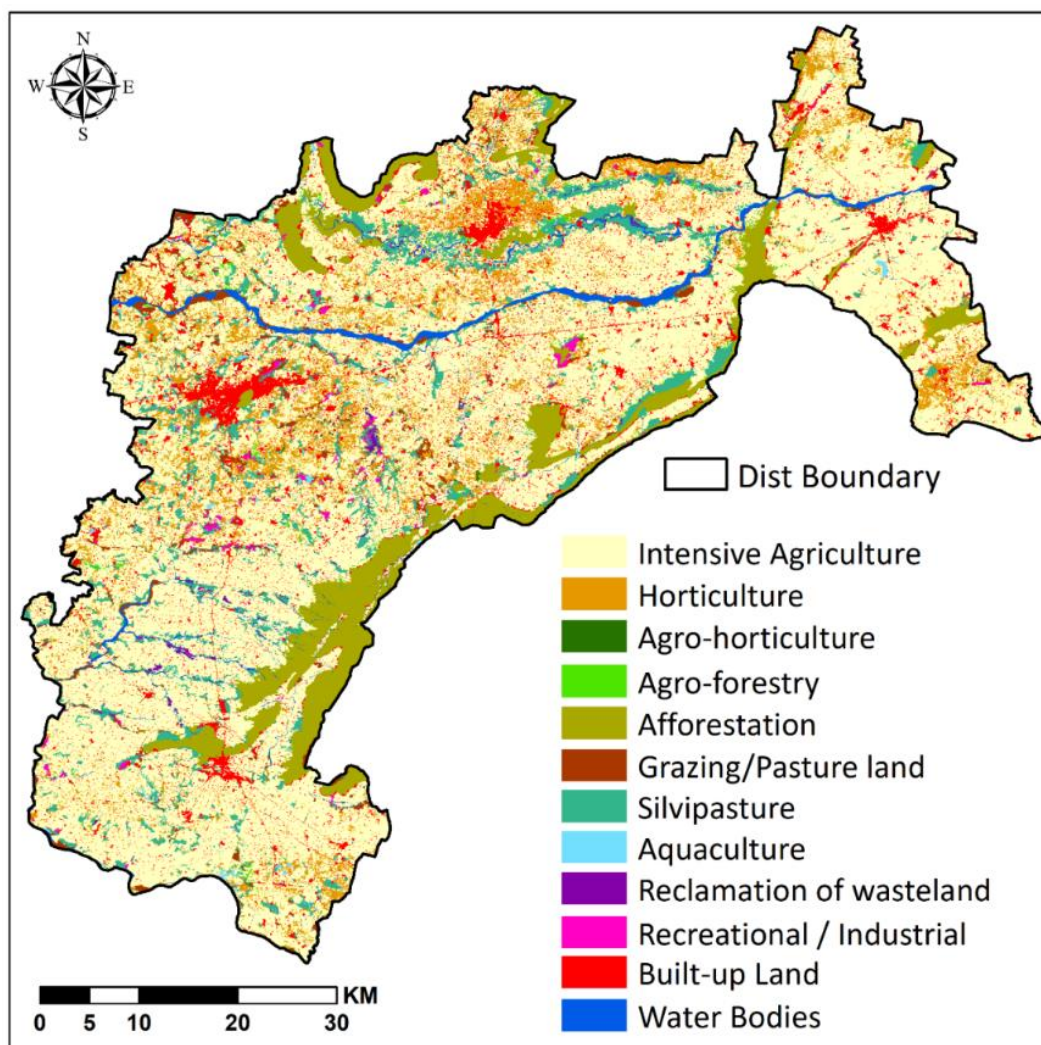 N
W E
S
Dist Boundary
Intensive Agriculture
Horticulture
Agro-horticulture
Agro-forestry
Afforestation
Grazing/Pasture land
Silvipasture
Aquaculture
Reclamation of wasteland
Recreational / Industrial
Built-up Land
Water Bodies
KM
0 5 10 20 30